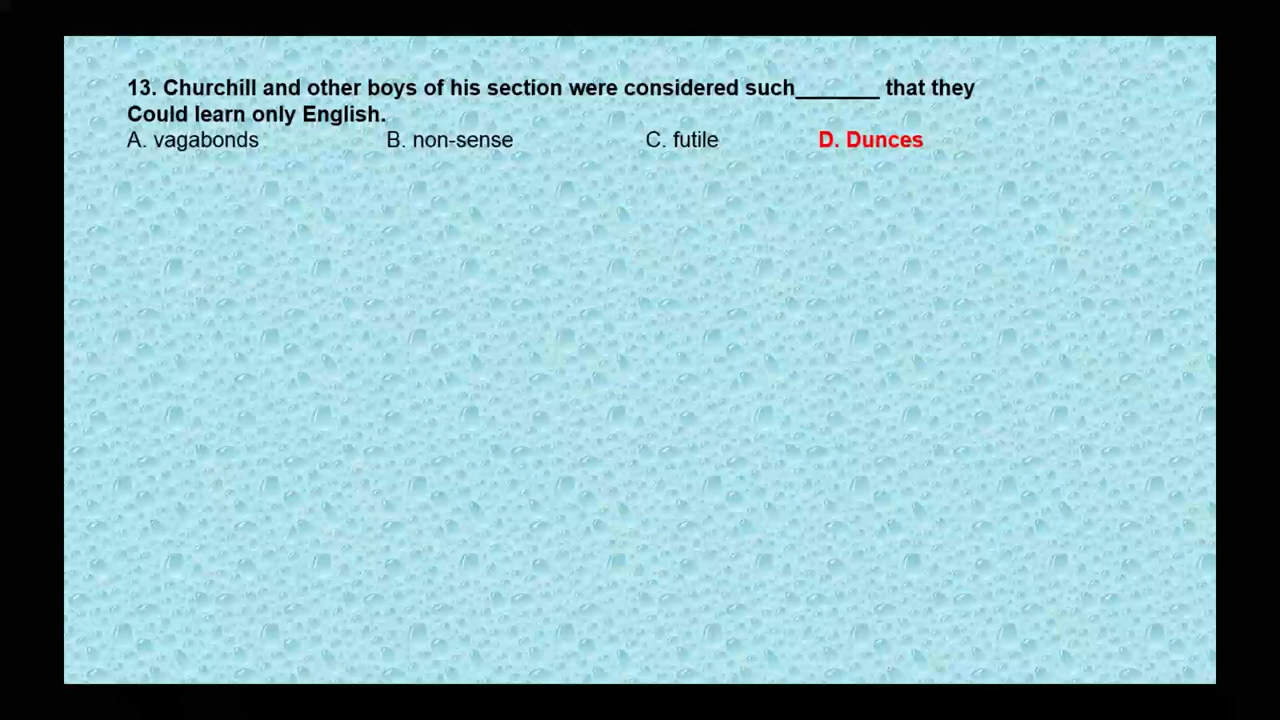 13. Churchill and other boys of his section were considered such_______ that they
Could learn only English.
A. vagabonds B. non-sense C. futile D. Dunces